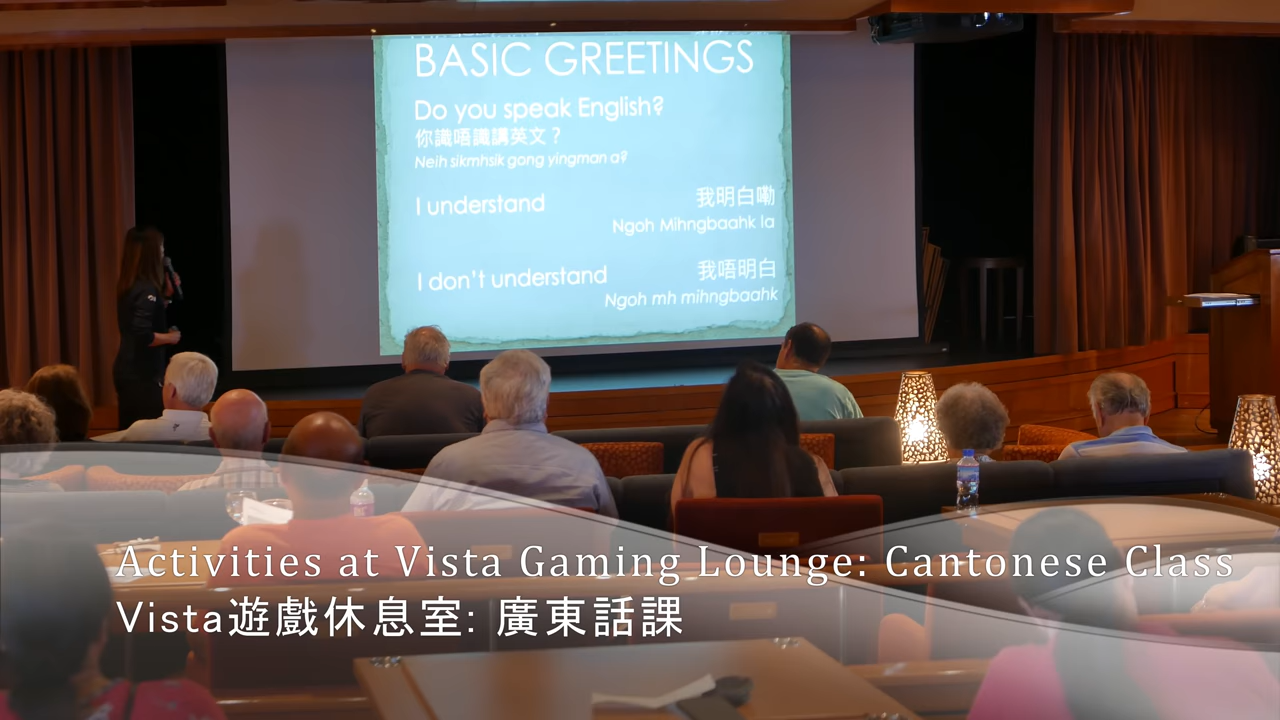 BASIC GREETINGS
Do you speak English?
你識唔識講英文？
Neih sikmhsik gong yingman a?
I understand 我明白嘞
Ngoh Mihngbaahk la
I don't understand 我唔明白
Ngoh mh mihngbaahk
Activities at Vista Gaming Lounge: Cantonese Class
Vista遊戲休息室: 廣東話課